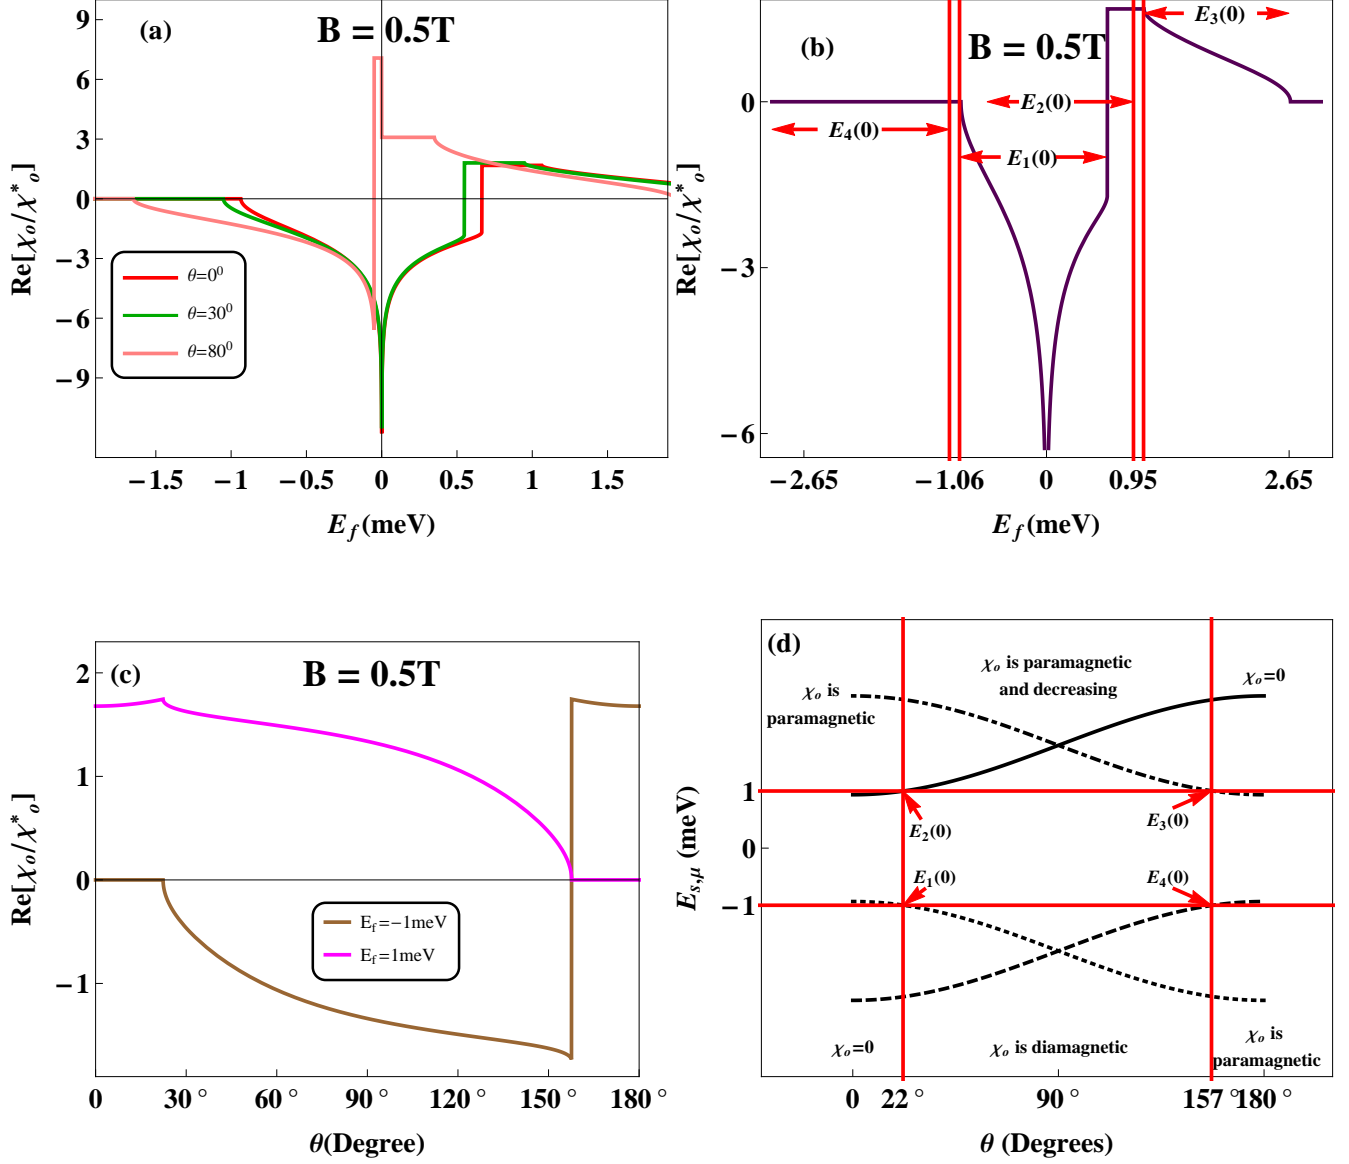 (a)
B = 0.5T
9
6
3
0
−3
−6
−9
Re[χo/χ*o]
θ=0⁰
θ=30⁰
θ=80⁰
−1.5
−1
−0.5
0
0.5
1
1.5
Ef(meV)
(b)
B = 0.5T
E3(0)
E2(0)
E4(0)
E1(0)
0
−3
−6
Re[χo/χ*o]
−2.65
−1.06
0
0.95
2.65
Ef(meV)
(c)
B = 0.5T
2
1
0
−1
Re[χo/χ*o]
Ef=−1meV
Ef=1meV
0
30°
60°
90°
120°
150°
180°
θ(Degree)
(d)
χo is paramagnetic
and decreasing
χo=0
χo is
paramagnetic
E2(0)
E3(0)
E1(0)
E4(0)
1
0
−1
Es,μ (meV)
χo=0
χo is diamagnetic
χo is
paramagnetic
0
22°
90°
157°
180°
θ (Degrees)